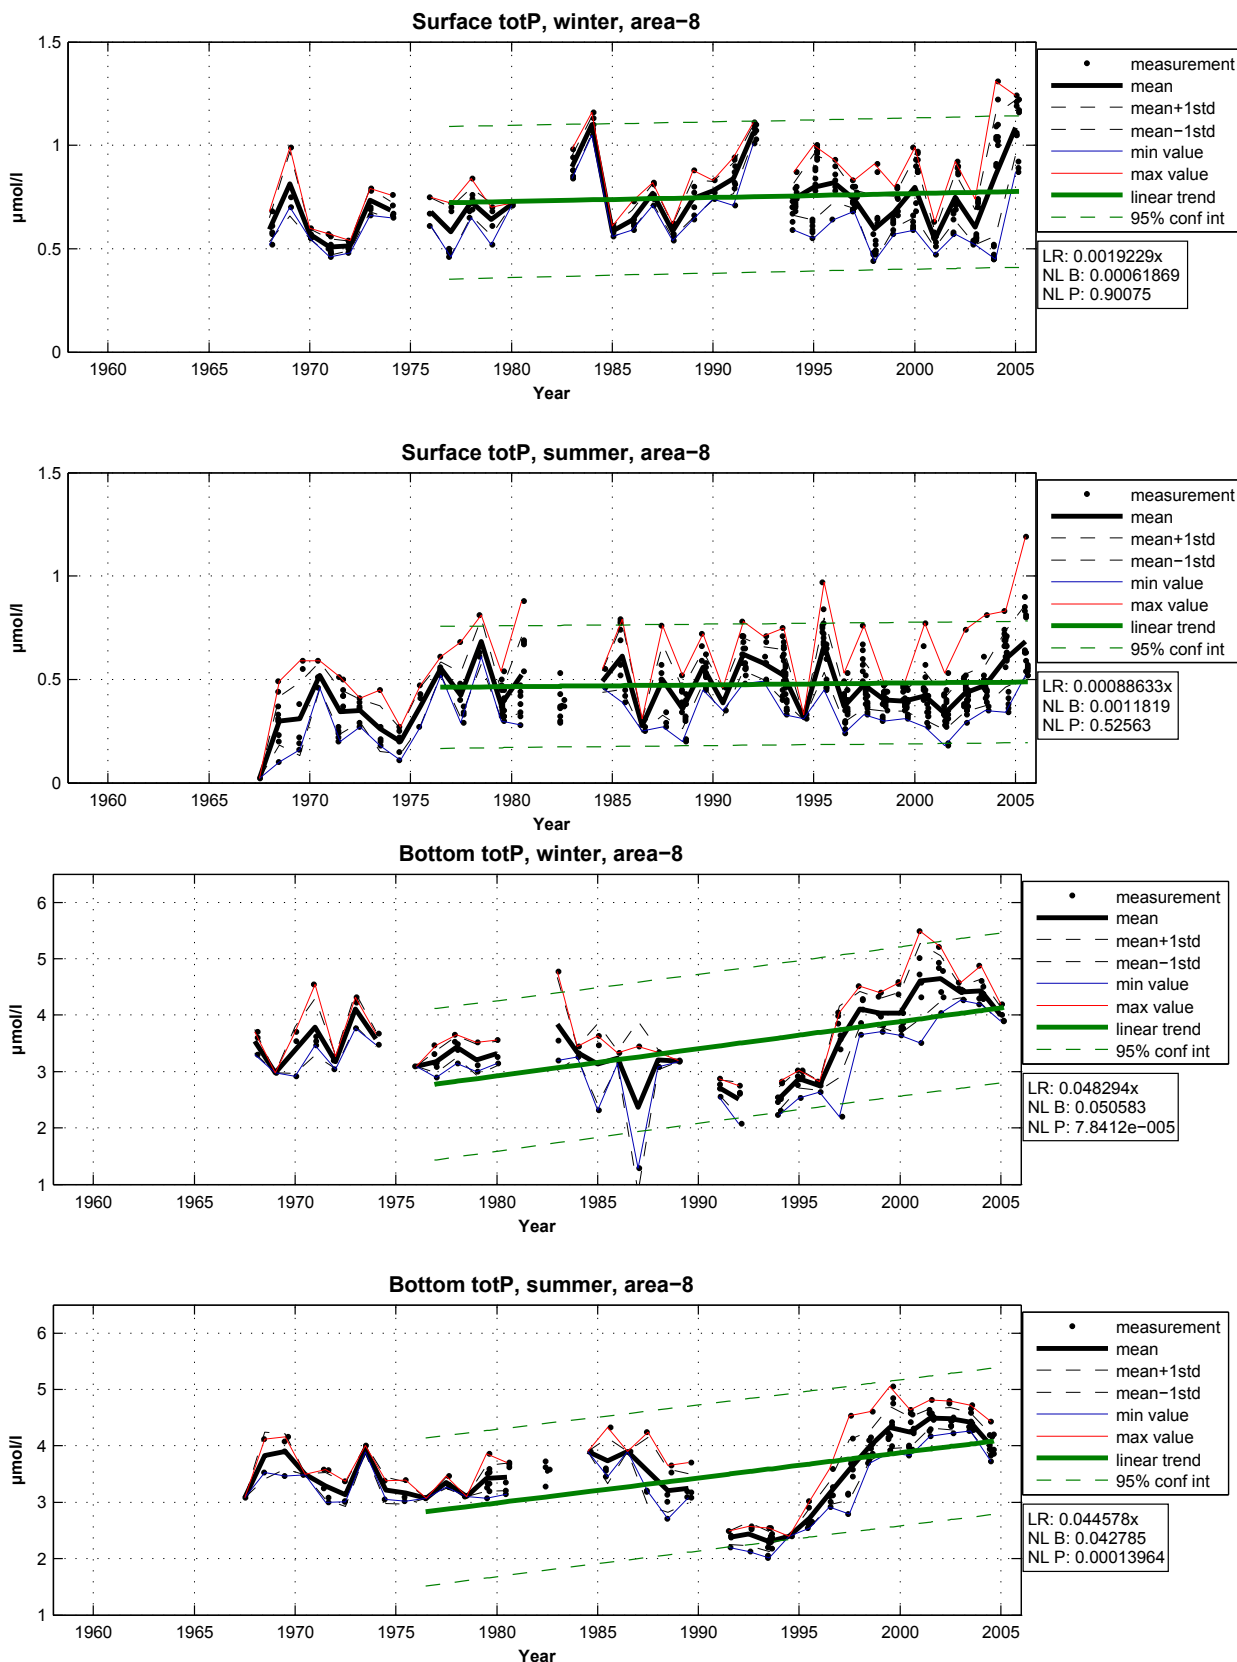 Surface totP, winter, area−8
1.5
1
0.5
0
µmol/l
1960 1965 1970 1975 1980 1985 1990 1995 2000 2005
Year
measurement
mean
mean+1std
mean−1std
min value
max value
linear trend
95% conf int
LR: 0.0019229x
NL B: 0.00061869
NL P: 0.90075
Surface totP, summer, area−8
1.5
1
0.5
0
µmol/l
1960 1965 1970 1975 1980 1985 1990 1995 2000 2005
Year
measurement
mean
mean+1std
mean−1std
min value
max value
linear trend
95% conf int
LR: 0.00088633x
NL B: 0.0011819
NL P: 0.52563
Bottom totP, winter, area−8
6
5
4
3
2
1
µmol/l
1960 1965 1970 1975 1980 1985 1990 1995 2000 2005
Year
measurement
mean
mean+1std
mean−1std
min value
max value
linear trend
95% conf int
LR: 0.048294x
NL B: 0.050583
NL P: 7.8412e−005
Bottom totP, summer, area−8
6
5
4
3
2
1
µmol/l
1960 1965 1970 1975 1980 1985 1990 1995 2000 2005
Year
measurement
mean
mean+1std
mean−1std
min value
max value
linear trend
95% conf int
LR: 0.044578x
NL B: 0.042785
NL P: 0.00013964